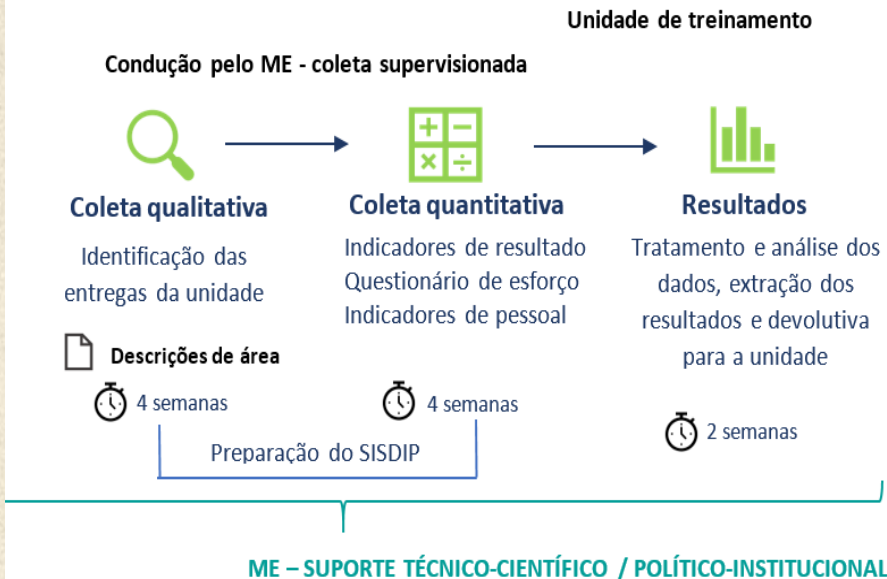 Unidade de treinamento
Condução pelo ME - coleta supervisionada
Coleta qualitativa
Identificação das
entregas da unidade
Descrições de área
4 semanas
Coleta quantitativa
Indicadores de resultado
Questionário de esforço
Indicadores de pessoal
4 semanas
Preparação do SISDIP
Resultados
Tratamento e análise dos
dados, extração dos
resultados e devolutiva
para a unidade
2 semanas
ME – SUPORTE TÉCNICO-CIENTÍFICO / POLÍTICO-INSTITUCIONAL